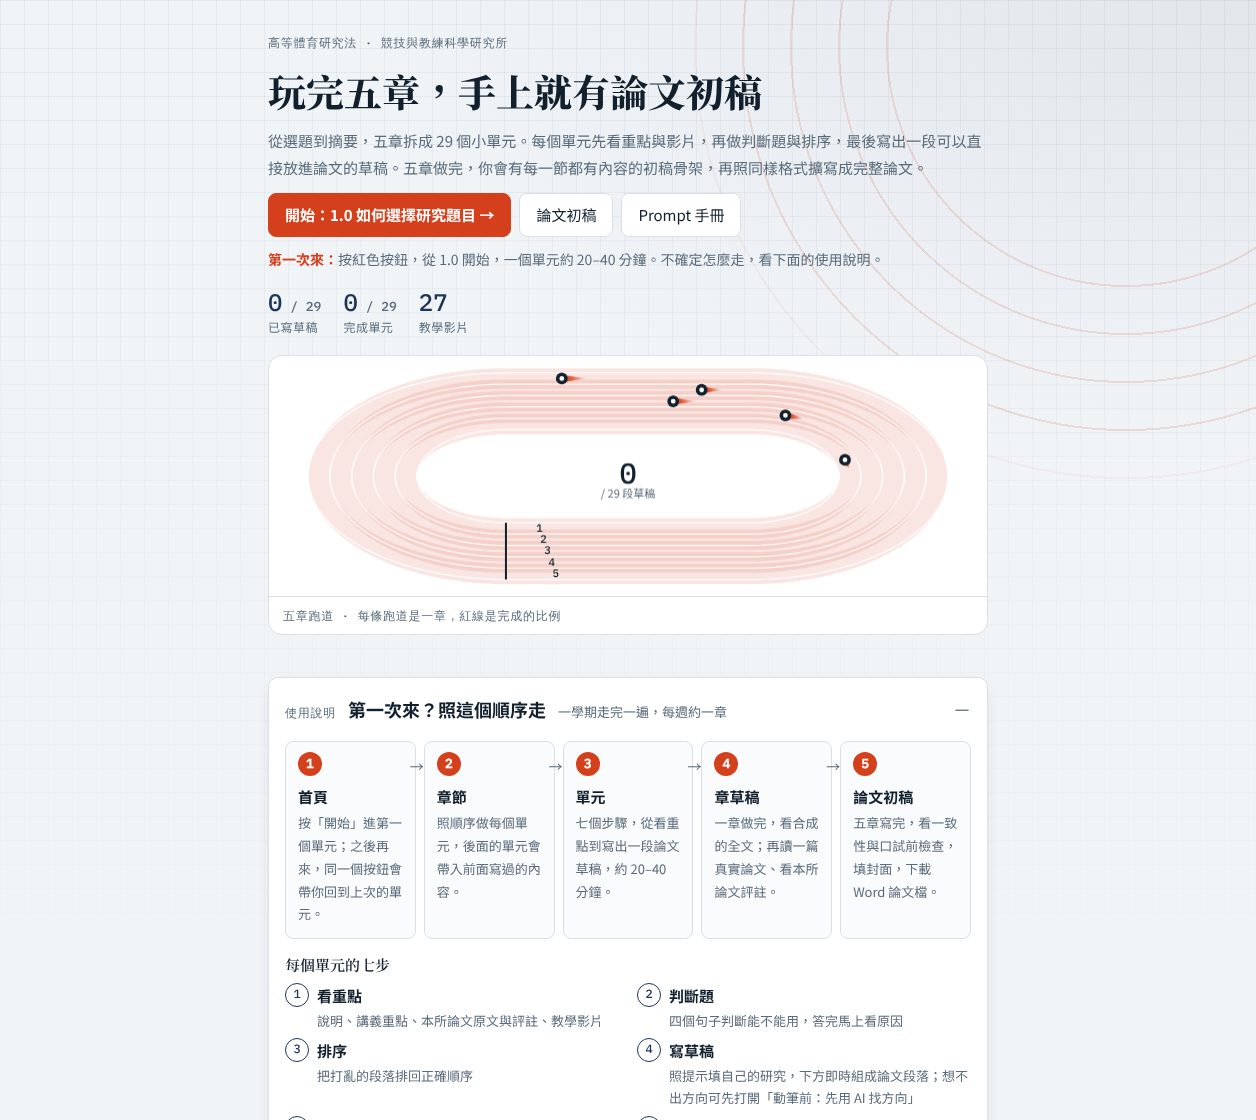 高等體育研究法 · 競技與教練科學研究所
玩完五章，手上就有論文初稿
從選題到摘要，五章拆成 29 個小單元。每個單元先看重點與影片，再做判斷題與排序，最後寫出一段可以直
接放進論文的草稿。五章做完，你會有每一節都有內容的初稿骨架，再照同樣格式擴寫成完整論文。
開始：1.0 如何選擇研究題目 →
論文初稿
Prompt 手冊
第一次來：按紅色按鈕，從 1.0 開始，一個單元約 20–40 分鐘。不確定怎麼走，看下面的使用說明。
0 / 29
0 / 29
27
已寫草稿
完成單元
教學影片
0
/ 29 段草稿
1
2
3
4
5
五章跑道 · 每條跑道是一章，紅線是完成的比例
使用說明 第一次來？照這個順序走 一學期走完一遍，每週約一章 —
1
首頁
按「開始」進第一
個單元；之後再
來，同一個按鈕會
帶你回到上次的單
元。
→
2
章節
照順序做每個單
元，後面的單元會
帶入前面寫過的內
容。
→
3
單元
七個步驟，從看重
點到寫出一段論文
草稿，約 20–40
分鐘。
→
4
章草稿
一章做完，看合成
的全文；再讀一篇
真實論文、看本所
論文評註。
→
5
論文初稿
五章寫完，看一致
性與口試前檢查，
填封面，下載
Word 論文檔。
每個單元的七步
1 看重點
說明、講義重點、本所論文原文與評註、教學影片
2 判斷題
四個句子判斷能不能用，答完馬上看原因
3 排序
把打亂的段落排回正確順序
4 寫草稿
照提示填自己的研究，下方即時組成論文段落；想不
出方向可先打開「動筆前：先用 AI 找方向」